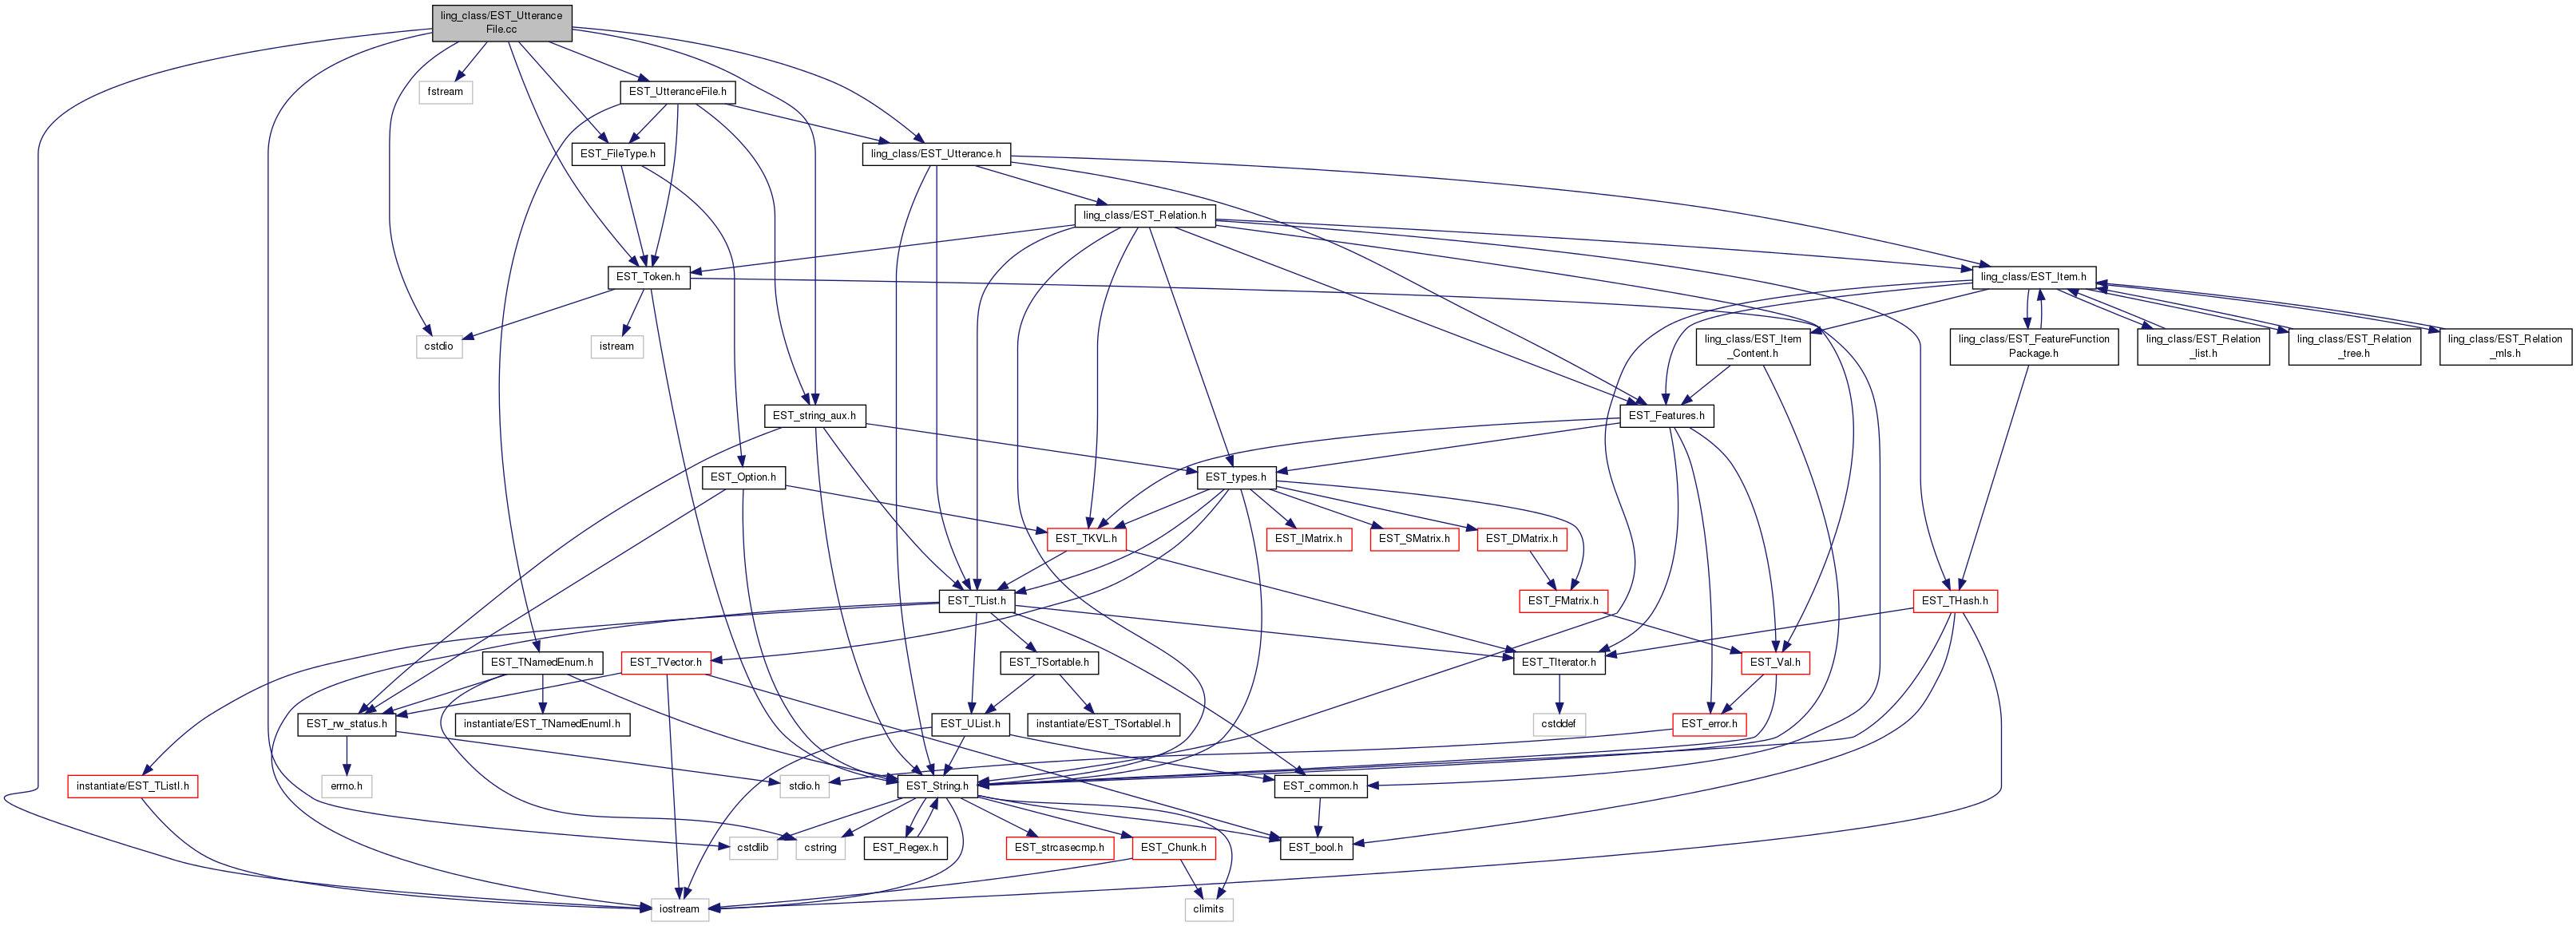 ling_class/EST_Utterance
File.cc
fstream
EST_UtteranceFile.h
EST_FileType.h
ling_class/EST_Utterance.h
ling_class/EST_Relation.h
EST_Token.h
ling_class/EST_Item.h
cstdio
istream
ling_class/EST_Item
_Content.h
ling_class/EST_FeatureFunction
Package.h
ling_class/EST_Relation
_list.h
ling_class/EST_Relation
_tree.h
ling_class/EST_Relation
_mls.h
EST_string_aux.h
EST_Features.h
EST_Option.h
EST_types.h
EST_TKVL.h
EST_IMatrix.h
EST_SMatrix.h
EST_DMatrix.h
EST_TList.h
EST_FMatrix.h
EST_THash.h
EST_TNamedEnum.h
EST_TVector.h
EST_TSortable.h
EST_TIterator.h
EST_Val.h
EST_rw_status.h
instantiate/EST_TNamedEnumI.h
EST_UList.h
instantiate/EST_TSortableI.h
cstddef
EST_error.h
instantiate/EST_TListI.h
errno.h
stdio.h
EST_String.h
EST_common.h
cstdlib
cstring
EST_Regex.h
EST_strcasecmp.h
EST_Chunk.h
EST_bool.h
iostream
climits